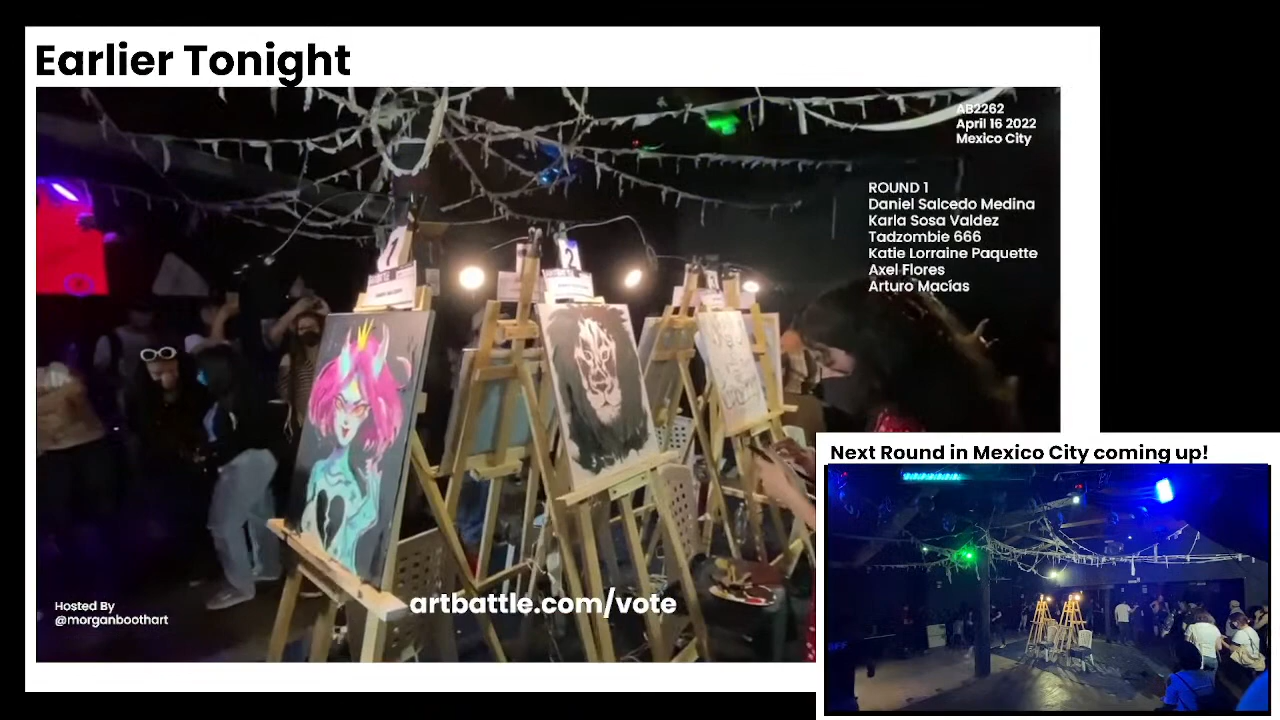 Earlier Tonight
AB2262
April 16 2022
Mexico City
ROUND 1
Daniel Salcedo Medina
Karla Sosa Valdez
Tadzombie 666
Katie Lorraine Paquette
Axel Flores
Arturo Macías
1
2
Hosted By
@morganboothart
artbattle.com/vote
Next Round in Mexico City coming up!